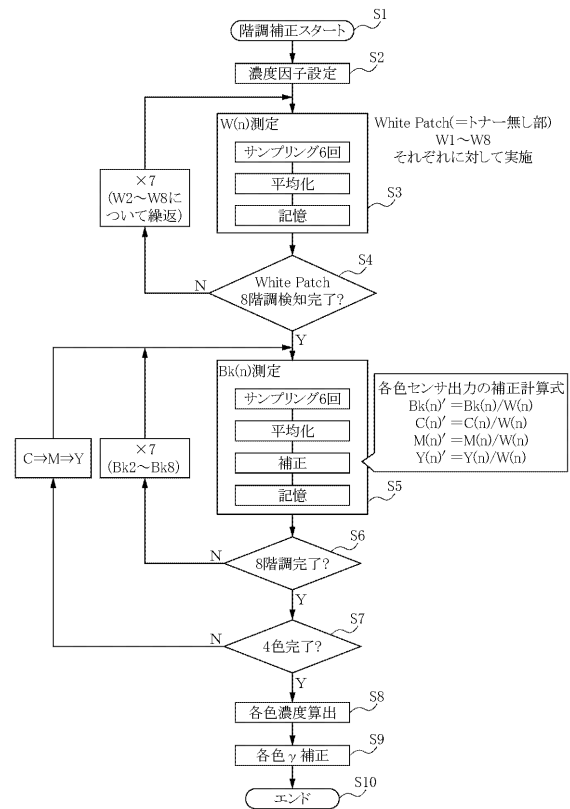 階調補正スタート
S1
濃度因子設定
S2
W(n)測定
サンプリング6回
平均化
記憶
S3
White Patch(=トナー無し部)
W1～W8
それぞれに対して実施
×7
(W2～W8に
ついて繰返)
N
White Patch
8階調検知完了?
S4
Y
Bk(n)測定
サンプリング6回
平均化
補正
記憶
S5
各色センサ出力の補正計算式
Bk(n)′=Bk(n)/W(n)
C(n)′=C(n)/W(n)
M(n)′=M(n)/W(n)
Y(n)′=Y(n)/W(n)
C⇒M⇒Y
×7
(Bk2～Bk8)
N
8階調完了?
S6
Y
N
4色完了?
S7
Y
各色濃度算出
S8
各色γ補正
S9
エンド
S10